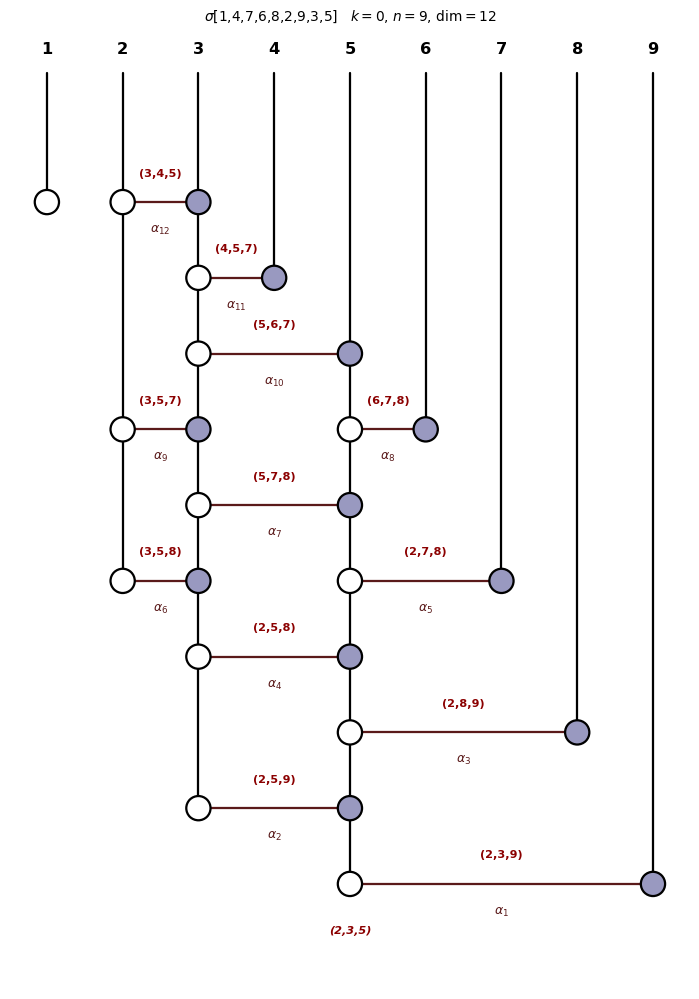 σ[1,4,7,6,8,2,9,3,5] k = 0, n = 9, dim = 12
1 2 3 4 5 6 7 8 9
(3,4,5)
α₁₂
(4,5,7)
α₁₁
(5,6,7)
α₁₀
(3,5,7) (6,7,8)
α₉ α₈
(5,7,8)
α₇
(3,5,8) (2,7,8)
α₆ α₅
(2,5,8)
α₄
(2,8,9)
α₃
(2,5,9)
α₂
(2,3,9)
α₁
(2,3,5)